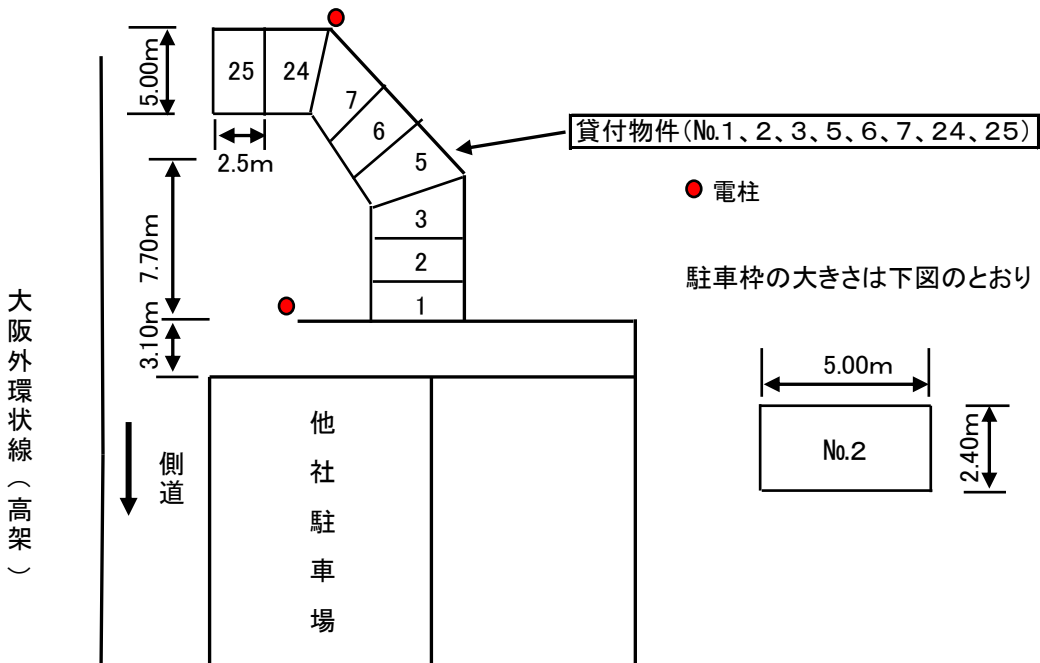 5.00m
25
24
7
6
5
3
2
1
2.5m
7.70m
3.10m
貸付物件(№1、2、3、5、6、7、24、25)
電柱
駐車枠の大きさは下図のとおり
5.00m
№2
2.40m
大阪外環状線(高架)
側道
他社駐車場